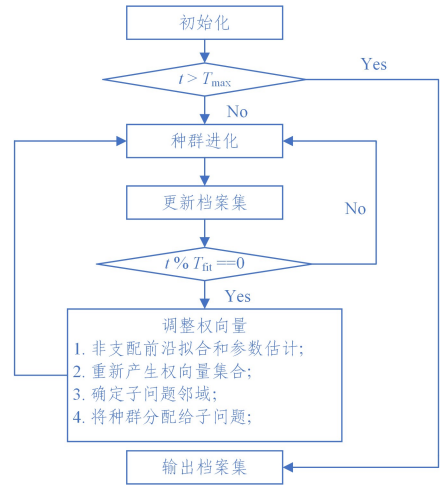 初始化
t > Tmax
Yes
No
种群进化
更新档案集
No
t % Tfit ==0
Yes
调整权向量
1. 非支配前沿拟合和参数估计;
2. 重新产生权向量集合;
3. 确定子问题邻域;
4. 将种群分配给子问题;
输出档案集